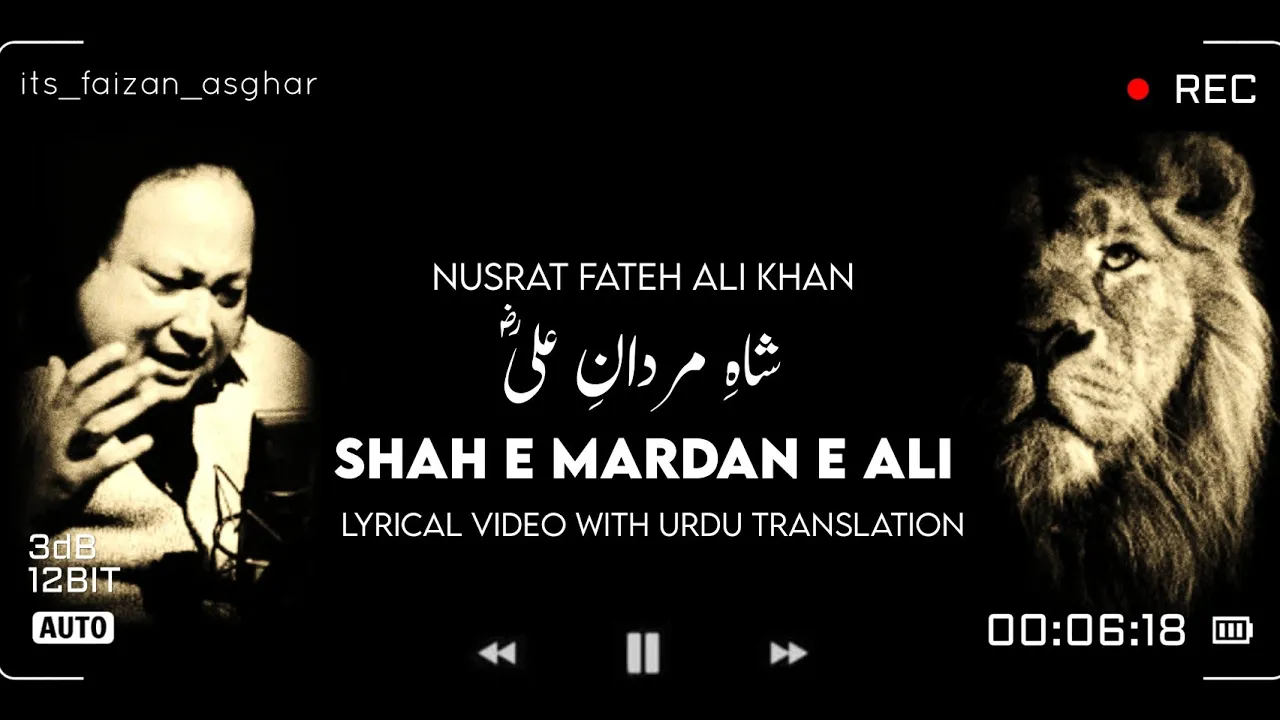 its_faizan_asghar
REC
NUSRAT FATEH ALI KHAN
شاہِ مردانِ علیؓ
SHAH E MARDAN E ALI
LYRICAL VIDEO WITH URDU TRANSLATION
3dB
12BIT
AUTO
00:06:18